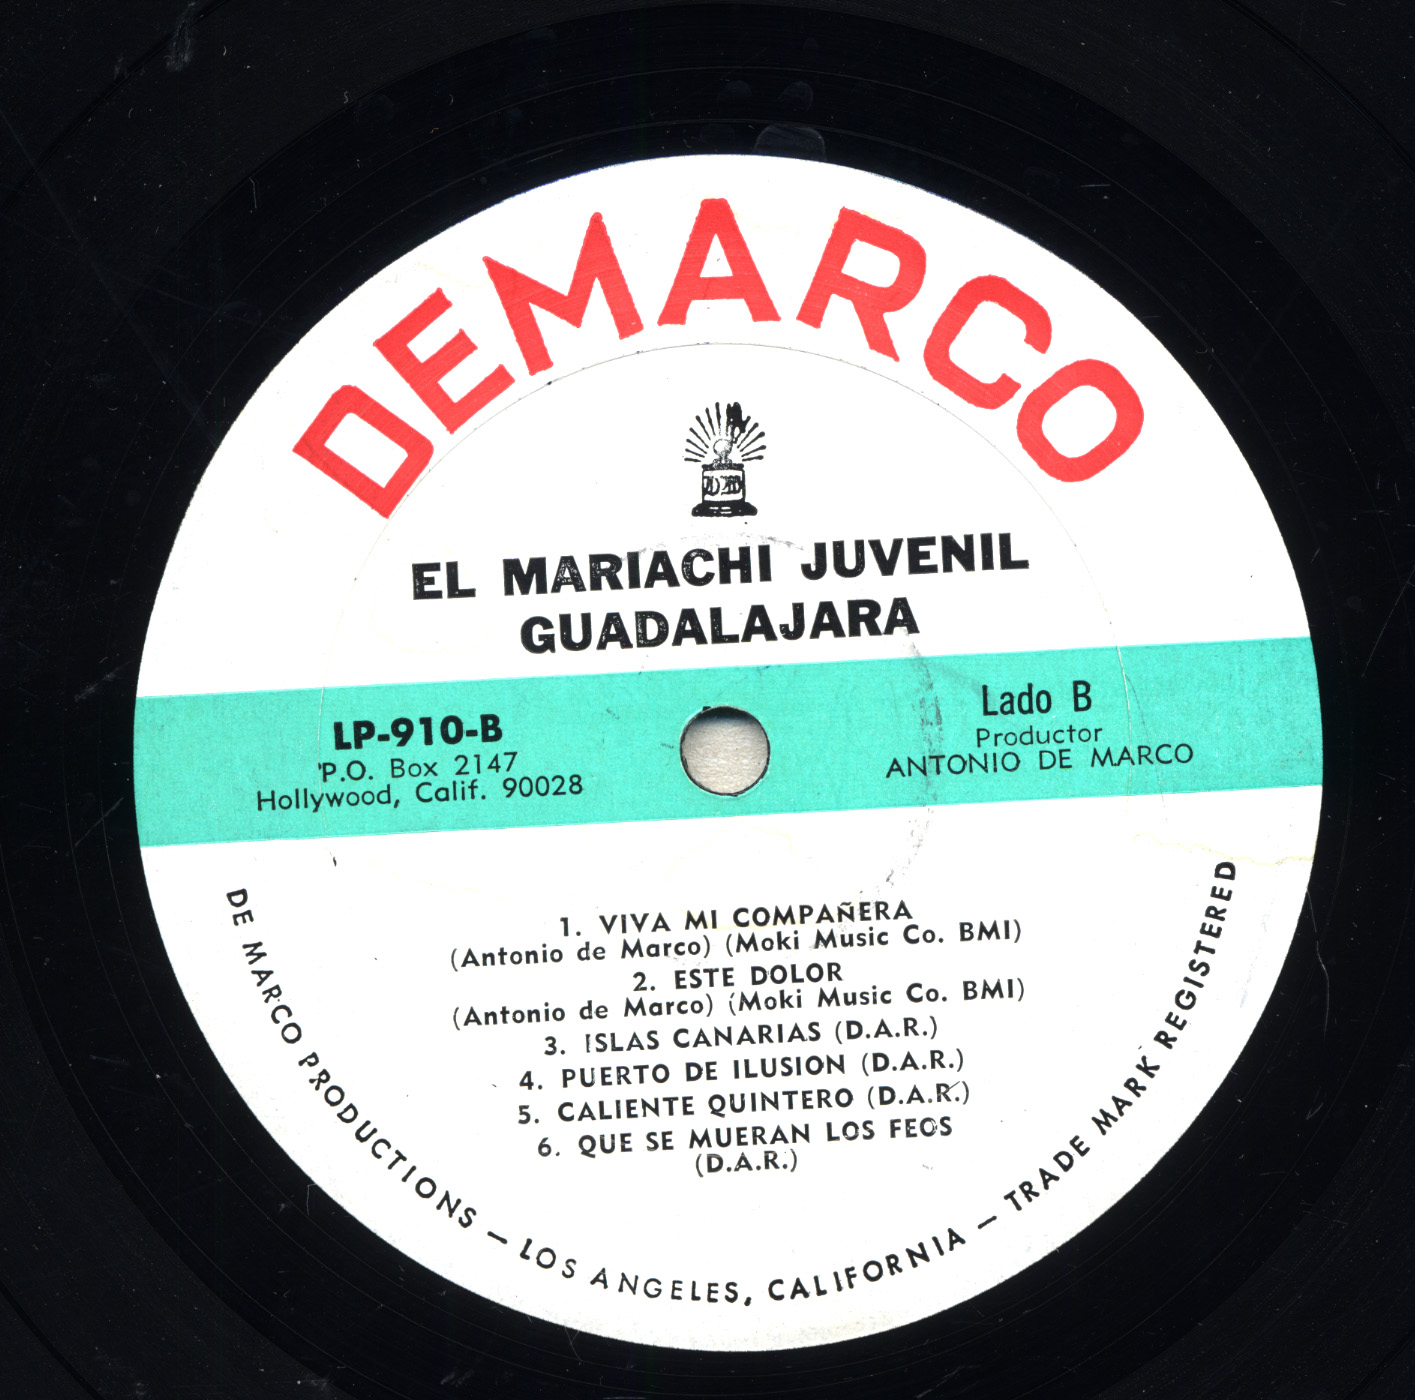 DEMARCO
EL MARIACHI JUVENIL
GUADALAJARA
LP-910-B
P.O. Box 2147
Hollywood, Calif. 90028
Lado B
Productor
ANTONIO DE MARCO
1. VIVA MI COMPAÑERA
(Antonio de Marco) (Moki Music Co. BMI)
2. ESTE DOLOR
(Antonio de Marco) (Moki Music Co. BMI)
3. ISLAS CANARIAS (D.A.R.)
4. PUERTO DE ILUSION (D.A.R.)
5. CALIENTE QUINTERO (D.A.R.)
6. QUE SE MUERAN LOS FEOS
(D.A.R.)
DE MARCO PRODUCTIONS — LOS ANGELES, CALIFORNIA — TRADE MARK REGISTERED